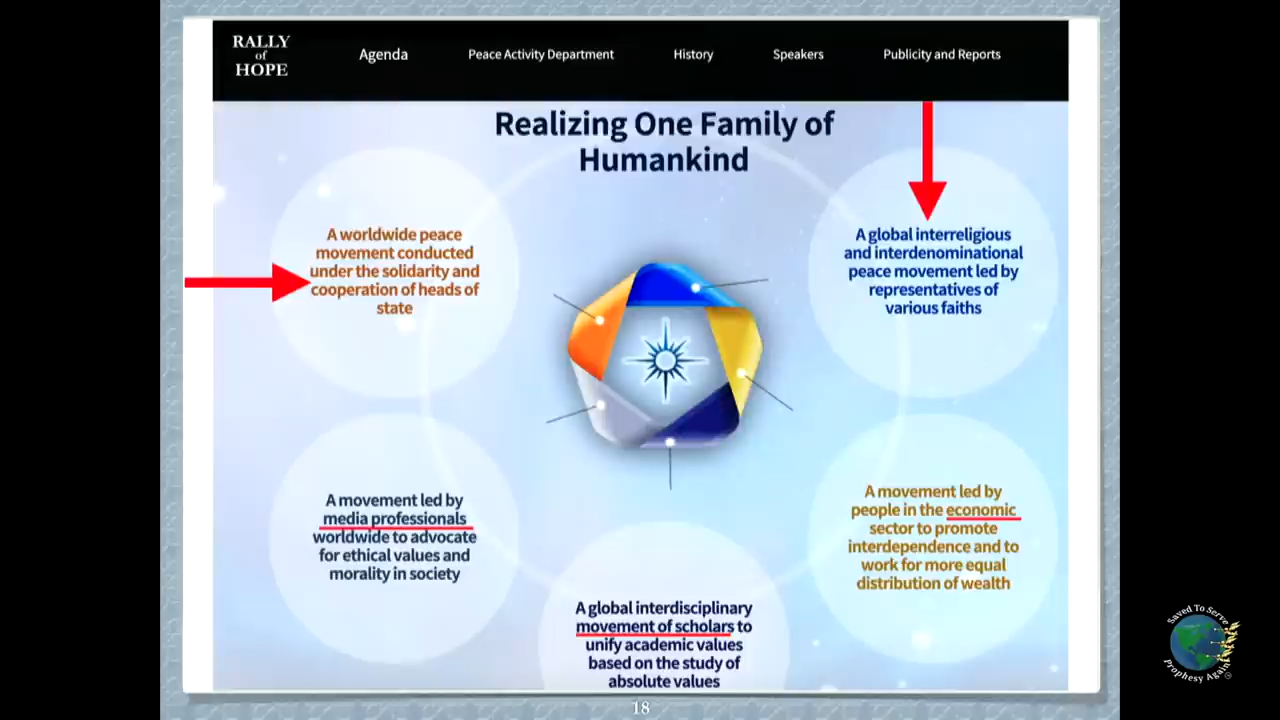 RALLY
of
HOPE
Agenda
Peace Activity Department
History
Speakers
Publicity and Reports
Realizing One Family of
Humankind
A worldwide peace
movement conducted
under the solidarity and
cooperation of heads of
state
A global interreligious
and interdenominational
peace movement led by
representatives of
various faiths
A movement led by
media professionals
worldwide to advocate
for ethical values and
morality in society
A movement led by
people in the economic
sector to promote
interdependence and to
work for more equal
distribution of wealth
A global interdisciplinary
movement of scholars to
unify academic values
based on the study of
absolute values
18
Saved To Serve
Prophesy Again